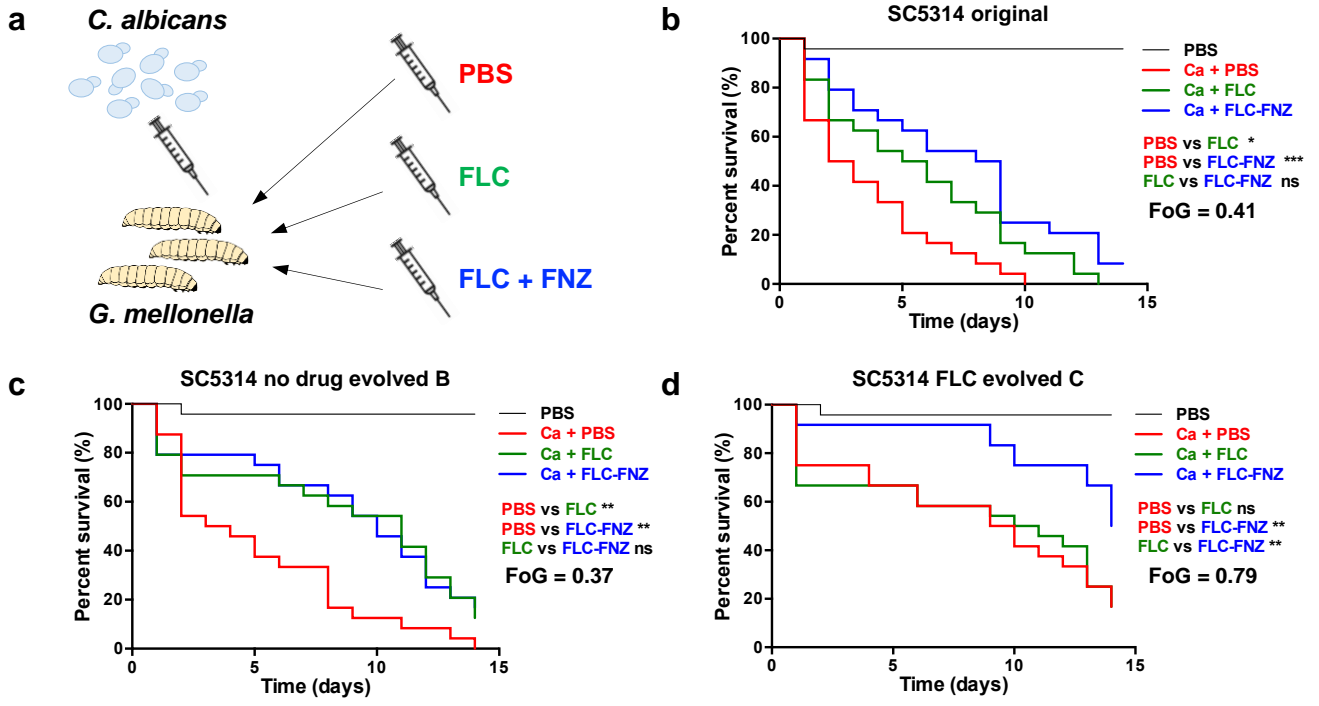 a
C. albicans
PBS
FLC
FLC + FNZ
G. mellonella
b
SC5314 original
Percent survival (%)
100
80
60
40
20
0
0 5 10 15
Time (days)
PBS
Ca + PBS
Ca + FLC
Ca + FLC-FNZ
PBS vs FLC *
PBS vs FLC-FNZ ***
FLC vs FLC-FNZ ns
FoG = 0.41
c
SC5314 no drug evolved B
Percent survival (%)
100
80
60
40
20
0
0 5 10 15
Time (days)
PBS
Ca + PBS
Ca + FLC
Ca + FLC-FNZ
PBS vs FLC **
PBS vs FLC-FNZ **
FLC vs FLC-FNZ ns
FoG = 0.37
d
SC5314 FLC evolved C
Percent survival (%)
100
80
60
40
20
0
0 5 10 15
Time (days)
PBS
Ca + PBS
Ca + FLC
Ca + FLC-FNZ
PBS vs FLC ns
PBS vs FLC-FNZ **
FLC vs FLC-FNZ **
FoG = 0.79